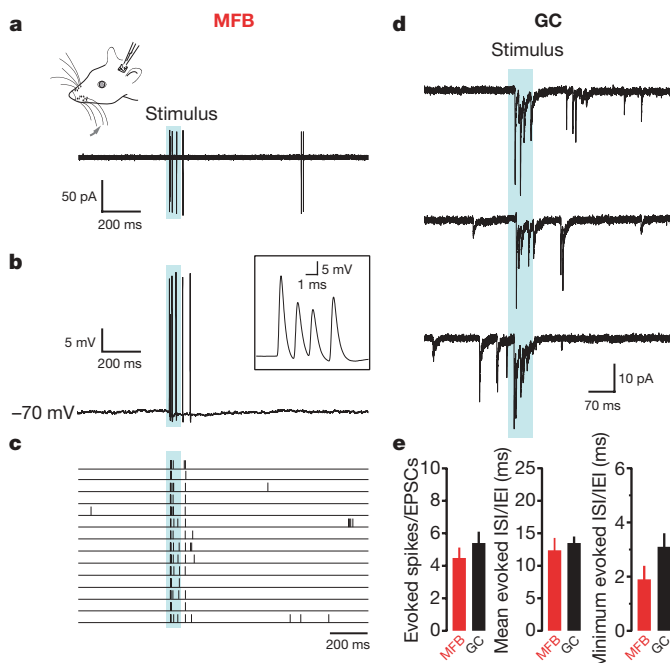 MFB
GC
a
Stimulus
50 pA
200 ms
b
5 mV
1 ms
5 mV
200 ms
–70 mV
c
200 ms
d
Stimulus
10 pA
70 ms
e
Evoked spikes/EPSCs
10
8
6
4
2
0
MFB
GC
Mean evoked ISI/IEI (ms)
25
20
15
10
5
0
MFB
GC
Minimum evoked ISI/IEI (ms)
6
4
2
0
MFB
GC